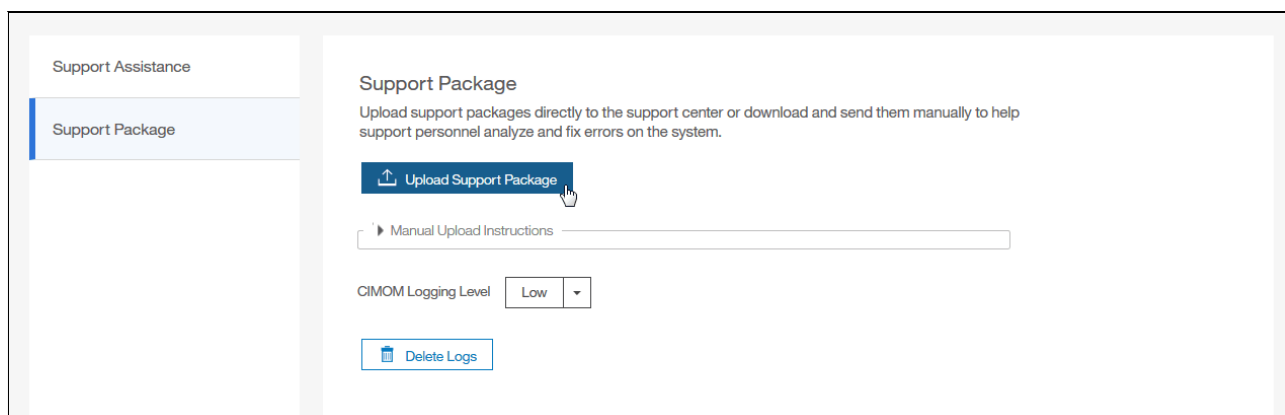 Support Assistance
Support Package
Support Package
Upload support packages directly to the support center or download and send them manually to help
support personnel analyze and fix errors on the system.
Upload Support Package
Manual Upload Instructions
CIMOM Logging Level Low
Delete Logs